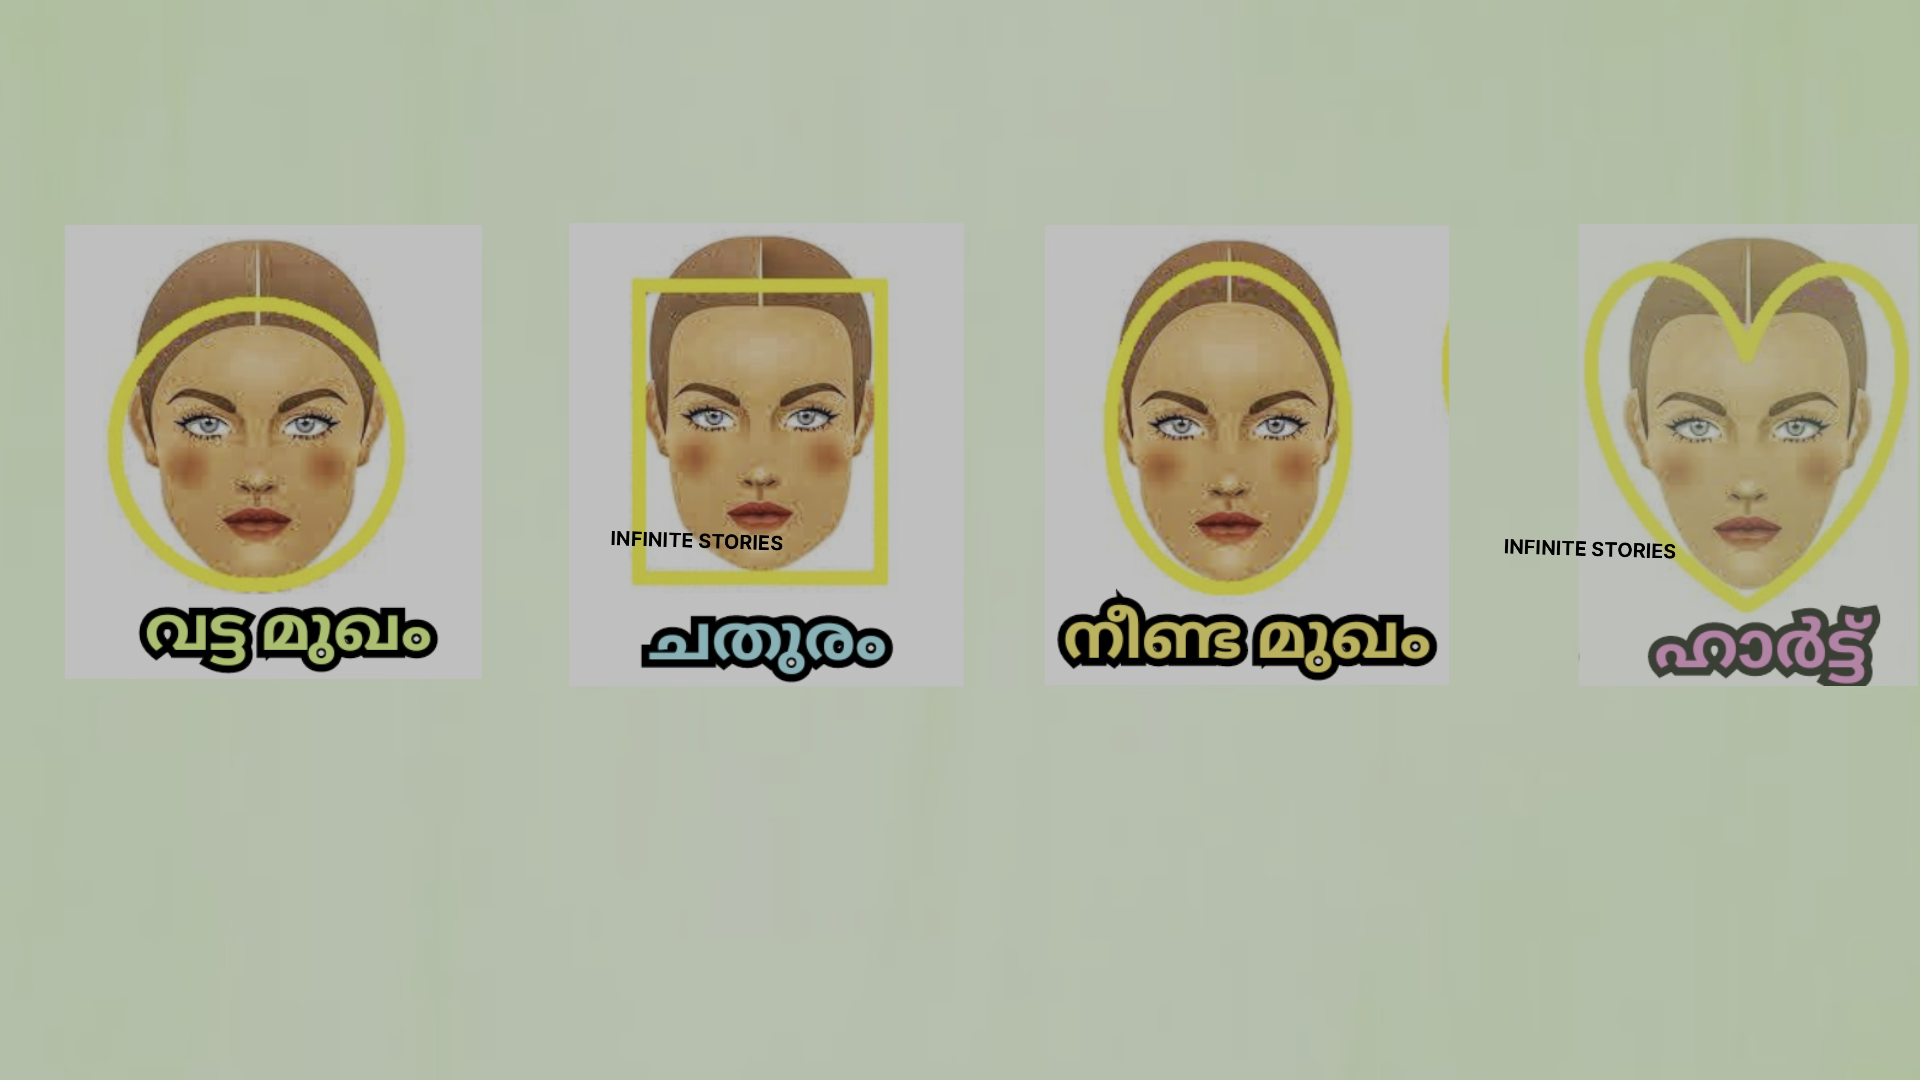 വട്ട മുഖം
INFINITE STORIES
ചതുരം
നീണ്ട മുഖം
INFINITE STORIES
ഹാർട്ട്